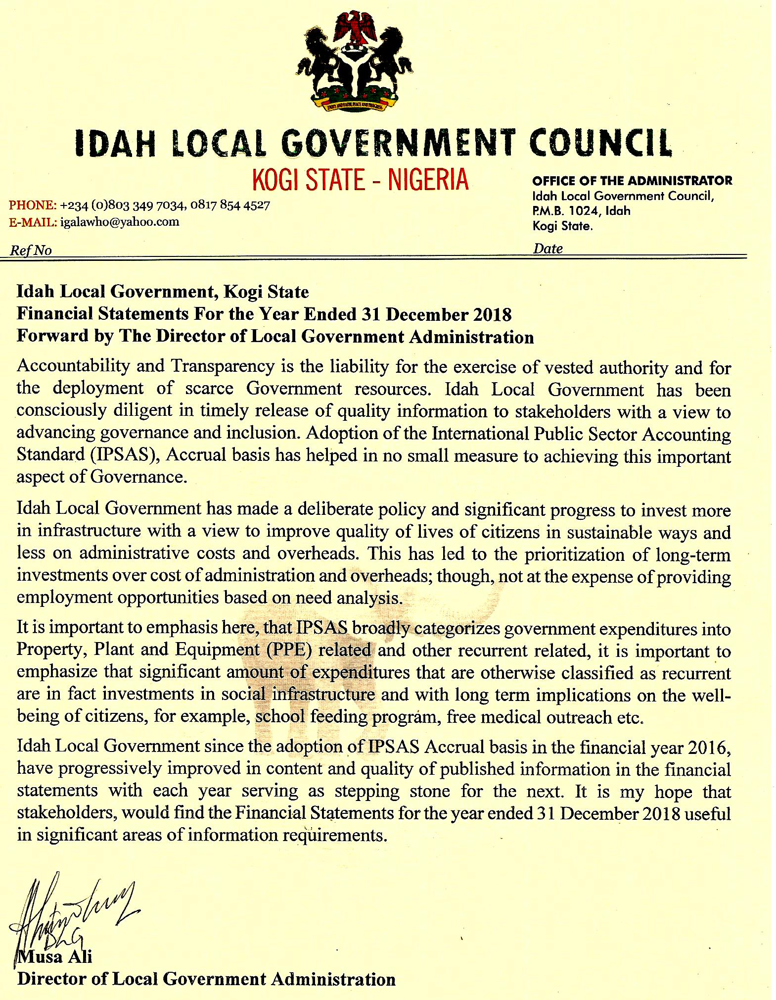 IDAH LOCAL GOVERNMENT COUNCIL
KOGI STATE - NIGERIA
PHONE: +234 (0)803 349 7034, 0817 854 4527
E-MAIL: igalawho@yahoo.com
OFFICE OF THE ADMINISTRATOR
Idah Local Government Council,
P.M.B. 1024, Idah
Kogi State.
Ref No
Date
Idah Local Government, Kogi State
Financial Statements For the Year Ended 31 December 2018
Forward by The Director of Local Government Administration
Accountability and Transparency is the liability for the exercise of vested authority and for
the deployment of scarce Government resources. Idah Local Government has been
consciously diligent in timely release of quality information to stakeholders with a view to
advancing governance and inclusion. Adoption of the International Public Sector Accounting
Standard (IPSAS), Accrual basis has helped in no small measure to achieving this important
aspect of Governance.
Idah Local Government has made a deliberate policy and significant progress to invest more
in infrastructure with a view to improve quality of lives of citizens in sustainable ways and
less on administrative costs and overheads. This has led to the prioritization of long-term
investments over cost of administration and overheads; though, not at the expense of providing
employment opportunities based on need analysis.
It is important to emphasis here, that IPSAS broadly categorizes government expenditures into
Property, Plant and Equipment (PPE) related and other recurrent related, it is important to
emphasize that significant amount of expenditures that are otherwise classified as recurrent
are in fact investments in social infrastructure and with long term implications on the well-
being of citizens, for example, school feeding program, free medical outreach etc.
Idah Local Government since the adoption of IPSAS Accrual basis in the financial year 2016,
have progressively improved in content and quality of published information in the financial
statements with each year serving as stepping stone for the next. It is my hope that
stakeholders, would find the Financial Statements for the year ended 31 December 2018 useful
in significant areas of information requirements.
DLG
Musa Ali
Director of Local Government Administration